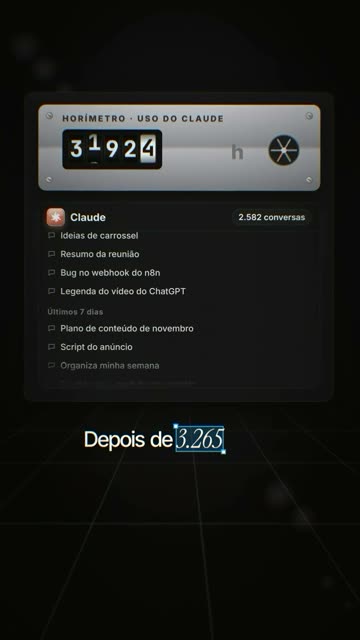 HORÍMETRO · USO DO CLAUDE
31924 h
Claude
2.582 conversas
Ideias de carrossel
Resumo da reunião
Bug no webhook do n8n
Legenda do vídeo do ChatGPT
Últimos 7 dias
Plano de conteúdo de novembro
Script do anúncio
Organiza minha semana
Depois de 3.265